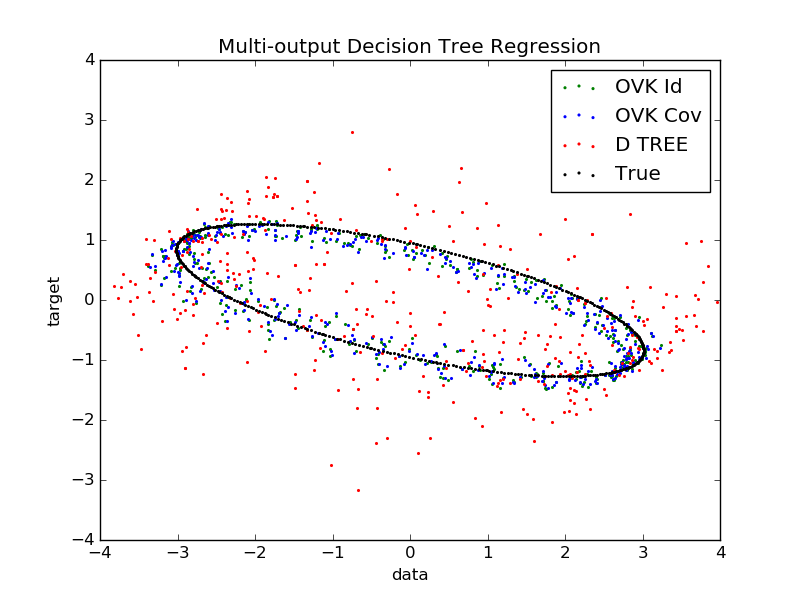 Multi-output Decision Tree Regression
OVK Id
OVK Cov
D TREE
True
4
3
2
1
0
−1
−2
−3
−4
target
−4 −3 −2 −1 0 1 2 3 4
data